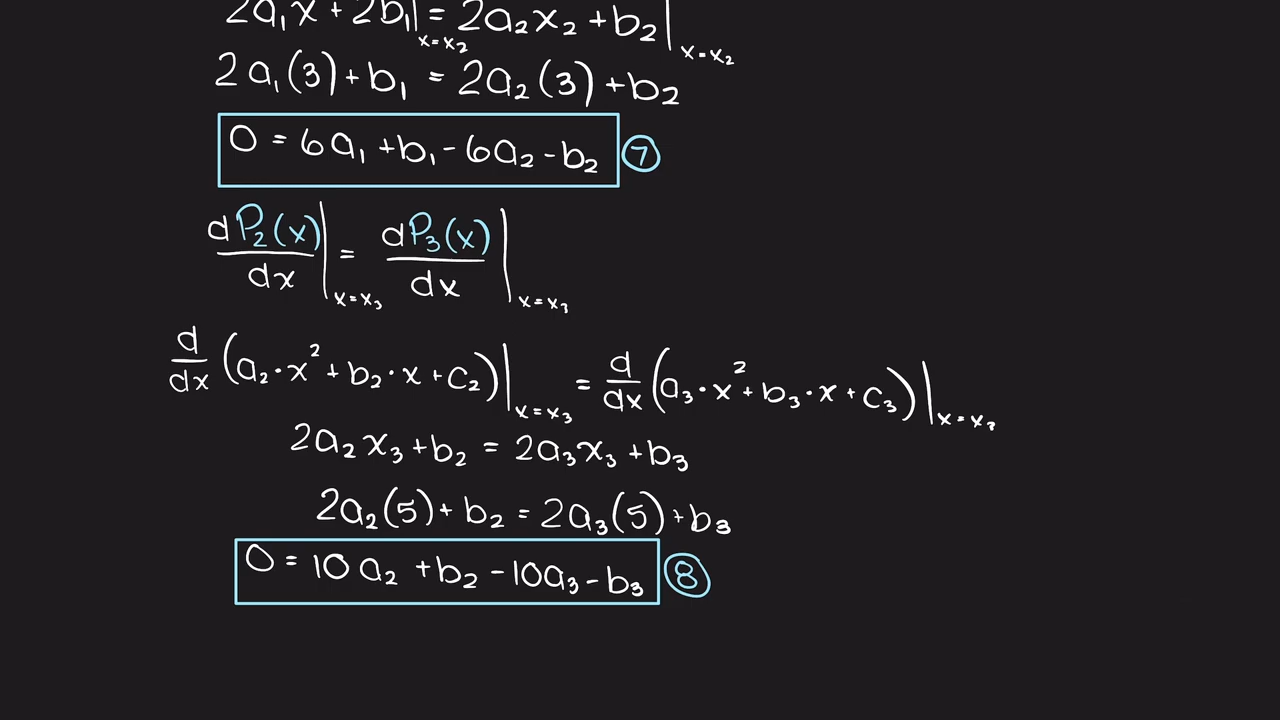 2a₁x + 2b₁|ₓ₌ₓ₂ = 2a₂x₂ + b₂|ₓ₌ₓ₂
2a₁(3) + b₁ = 2a₂(3) + b₂
0 = 6a₁ + b₁ - 6a₂ - b₂ ⑦
dP₂(x)/dx |ₓ₌ₓ₃ = dP₃(x)/dx |ₓ₌ₓ₃
d/dx (a₂·x² + b₂·x + c₂)|ₓ₌ₓ₃ = d/dx (a₃·x² + b₃·x + c₃)|ₓ₌ₓ₃
2a₂x₃ + b₂ = 2a₃x₃ + b₃
2a₂(5) + b₂ = 2a₃(5) + b₃
0 = 10a₂ + b₂ - 10a₃ - b₃ ⑧